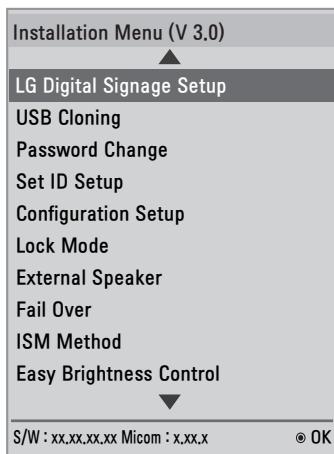 Installation Menu (V 3.0)
LG Digital Signage Setup
USB Cloning
Password Change
Set ID Setup
Configuration Setup
Lock Mode
External Speaker
Fail Over
ISM Method
Easy Brightness Control
S/W : xx.xx.xx.xx Micom : x.xx.x ◉ OK